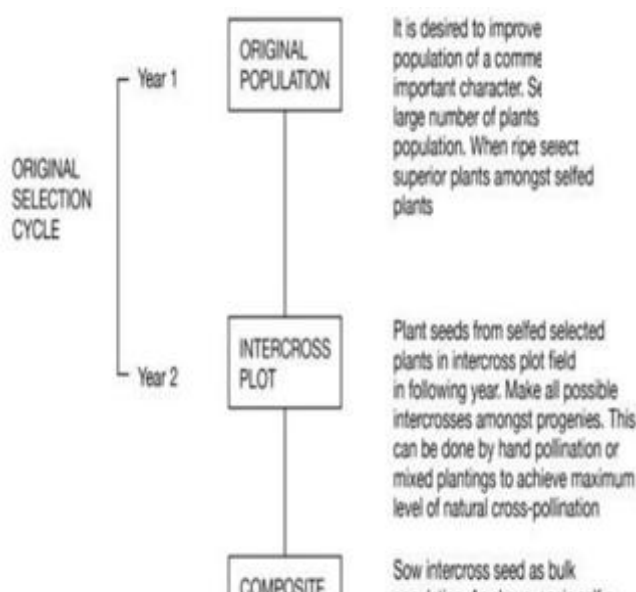 ORIGINAL
SELECTION
CYCLE
Year 1
ORIGINAL
POPULATION
It is desired to improve
population of a
important character.
large number of plants
population. When ripe select
superior plants amongst selfed
plants
Year 2
INTERCROSS
PLOT
Plant seeds from selfed selected
plants in intercross plot field
in following year. Make all possible
intercrosses amongst progenies. This
can be done by hand pollination or
mixed plantings to achieve maximum
level of natural cross-pollination
COMPOSITE
Sow intercross seed as bulk